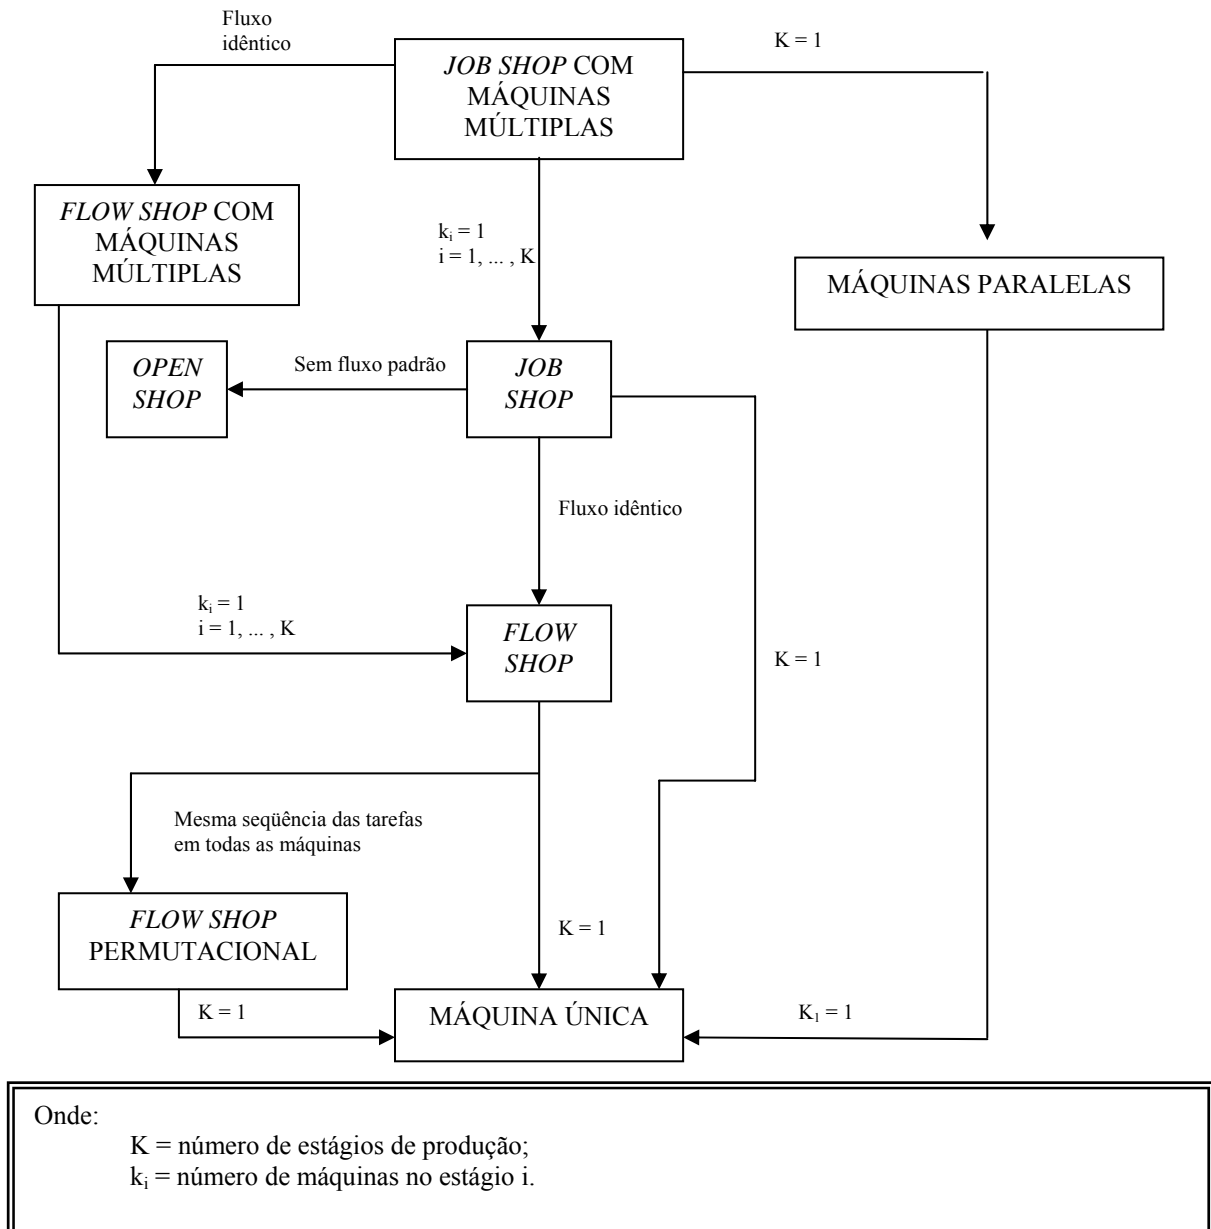 Fluxo
idêntico
K = 1
JOB SHOP COM
MÁQUINAS
MÚLTIPLAS
FLOW SHOP COM
MÁQUINAS
MÚLTIPLAS
kᵢ = 1
i = 1, ... , K
MÁQUINAS PARALELAS
OPEN
SHOP
Sem fluxo padrão
JOB
SHOP
Fluxo idêntico
kᵢ = 1
i = 1, ... , K
FLOW
SHOP
K = 1
Mesma seqüência das tarefas
em todas as máquinas
FLOW SHOP
PERMUTACIONAL
K = 1
K = 1
MÁQUINA ÚNICA
K₁ = 1
Onde:
K = número de estágios de produção;
kᵢ = número de máquinas no estágio i.